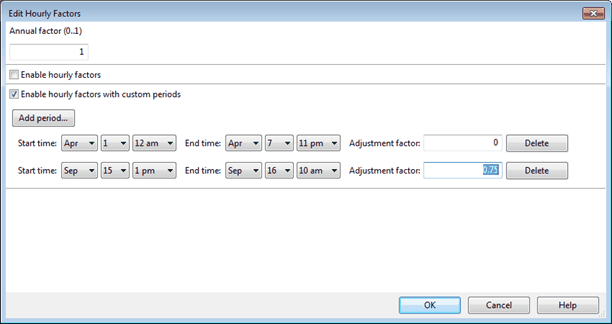 Edit Hourly Factors
Annual factor (0..1)
1
Enable hourly factors
Enable hourly factors with custom periods
Add period...
Start time: Apr 1 12 am End time: Apr 7 11 pm Adjustment factor: 0 Delete
Start time: Sep 15 1 pm End time: Sep 16 10 am Adjustment factor: 0.75 Delete
OK Cancel Help